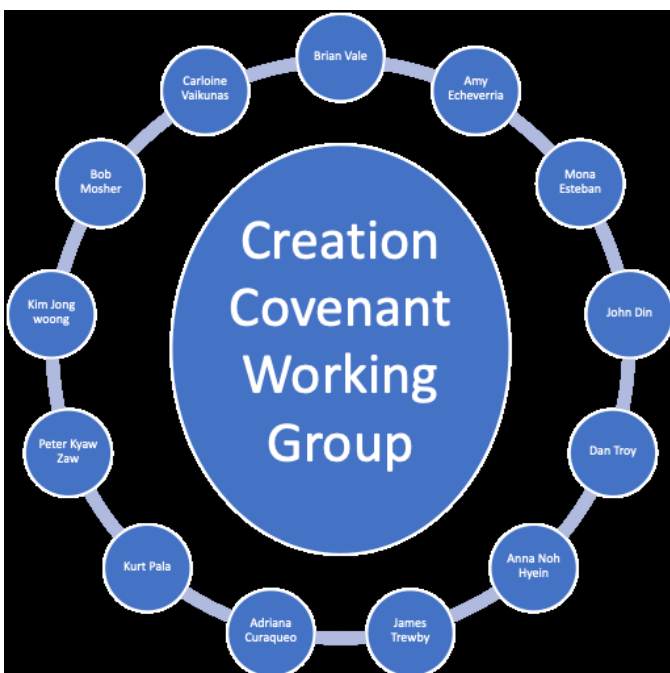 Creation
Covenant
Working
Group
Brian Vale
Amy
Echeverria
Mona
Esteban
John Din
Dan Troy
Anna Noh
Hyein
James
Trewby
Adriana
Curaqueo
Kurt Pala
Peter Kyaw
Zaw
Kim Jong
woong
Bob
Mosher
Carloine
Vaikunas